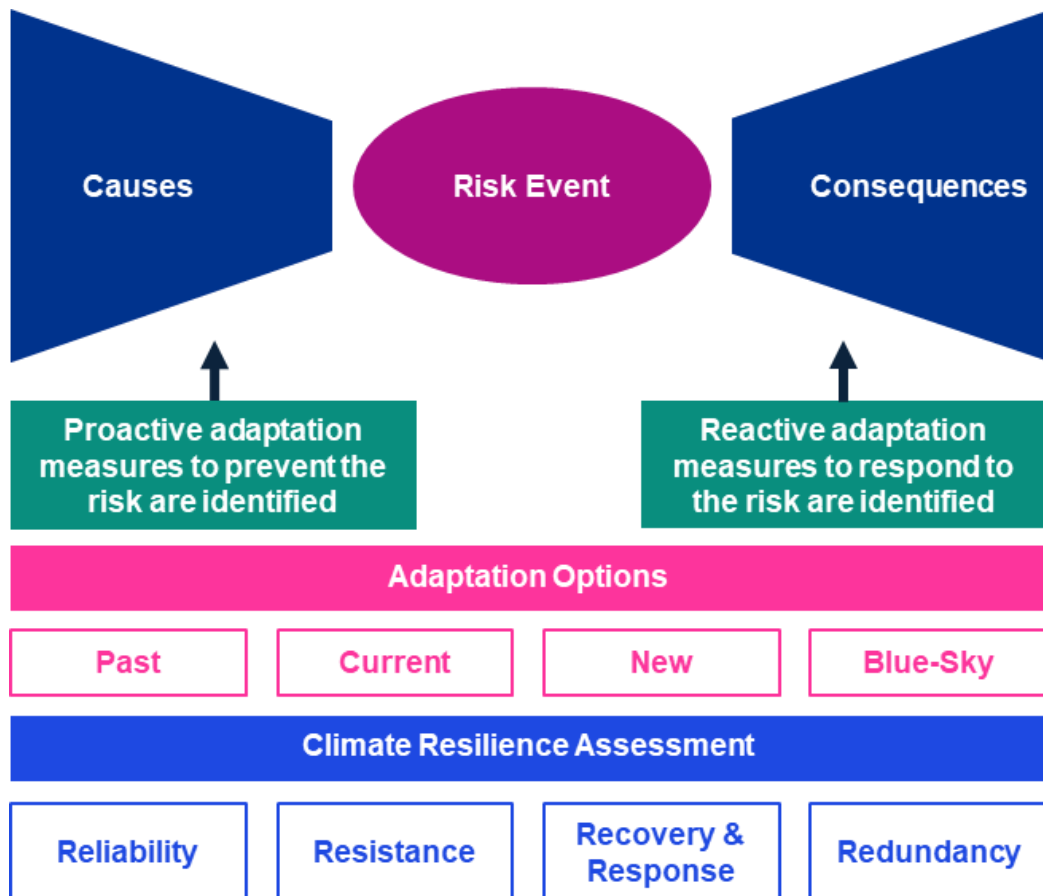 Causes
Risk Event
Consequences
Proactive adaptation
measures to prevent the
risk are identified
Reactive adaptation
measures to respond to
the risk are identified
Adaptation Options
Past
Current
New
Blue-Sky
Climate Resilience Assessment
Reliability
Resistance
Recovery &
Response
Redundancy